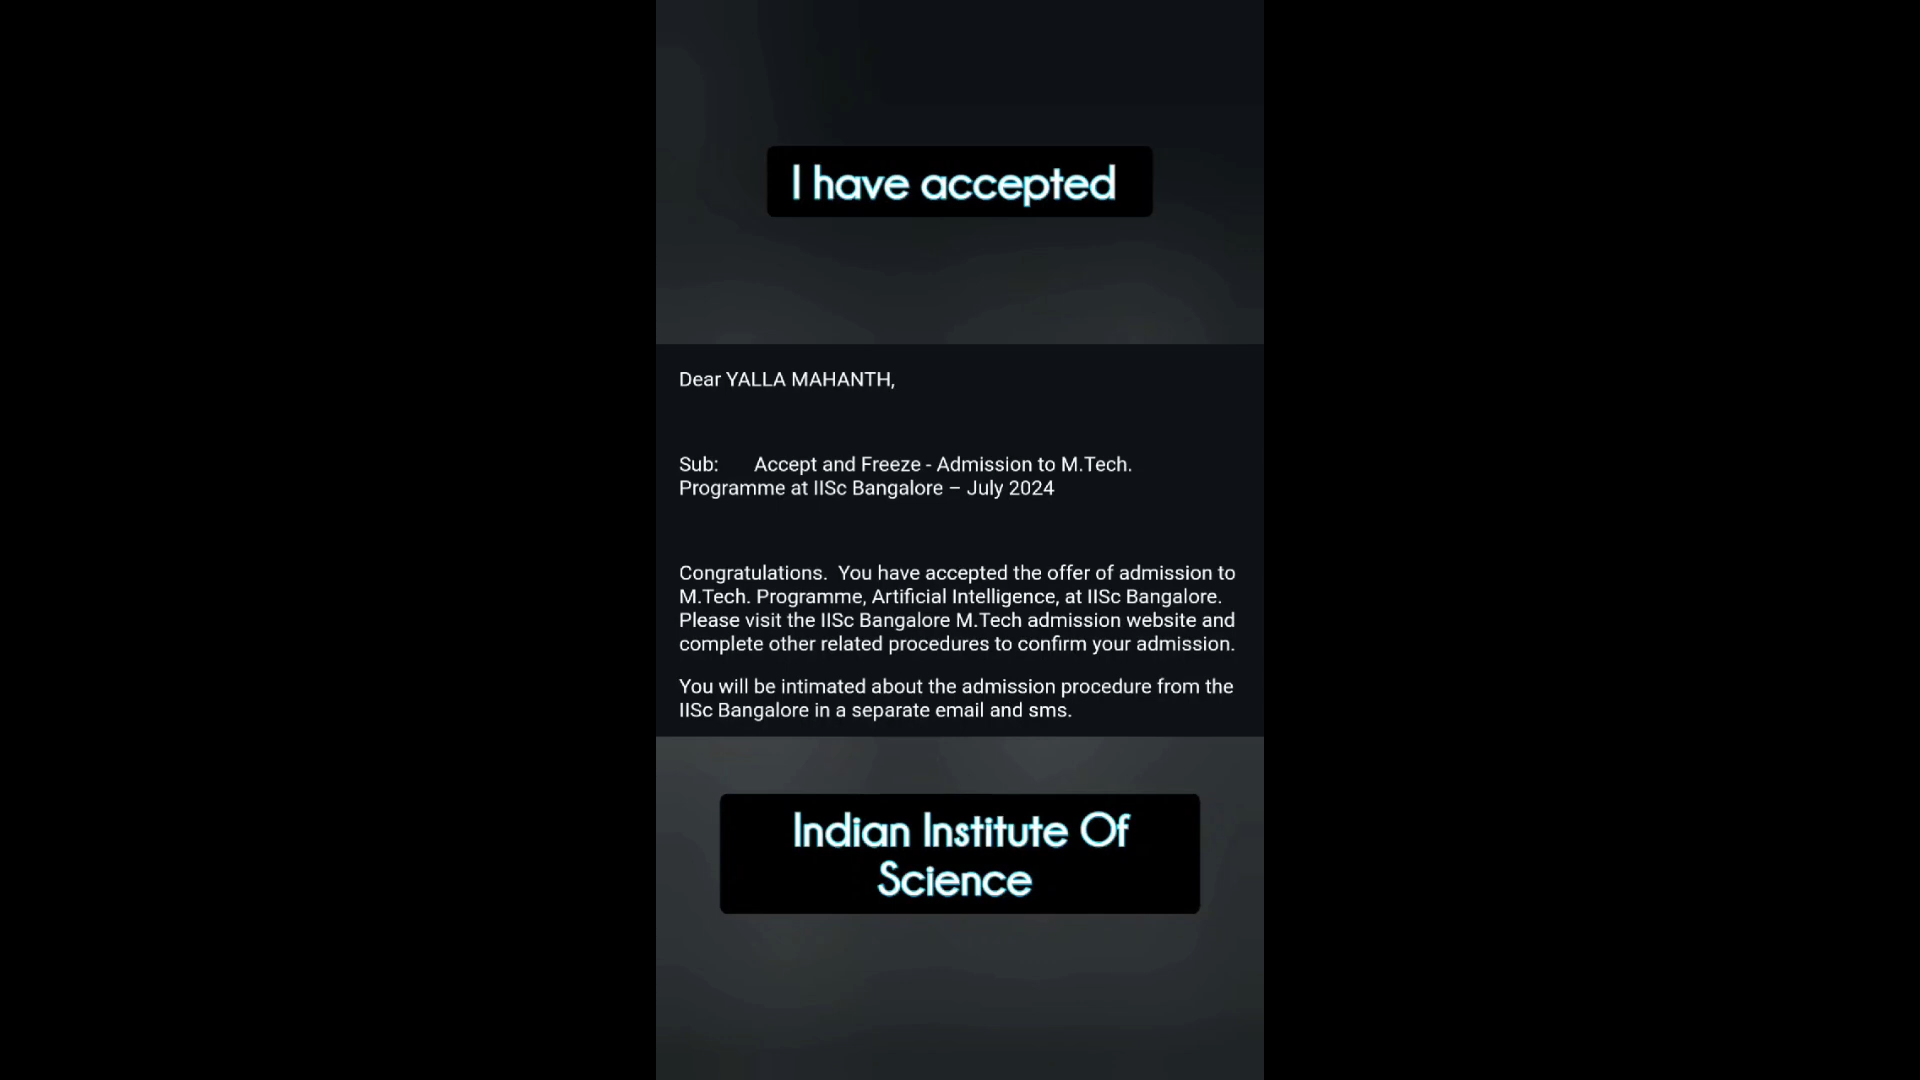 I have accepted
Dear YALLA MAHANTH,
Sub: Accept and Freeze - Admission to M.Tech.
Programme at IISc Bangalore – July 2024
Congratulations. You have accepted the offer of admission to
M.Tech. Programme, Artificial Intelligence, at IISc Bangalore.
Please visit the IISc Bangalore M.Tech admission website and
complete other related procedures to confirm your admission.
You will be intimated about the admission procedure from the
IISc Bangalore in a separate email and sms.
Indian Institute Of
Science